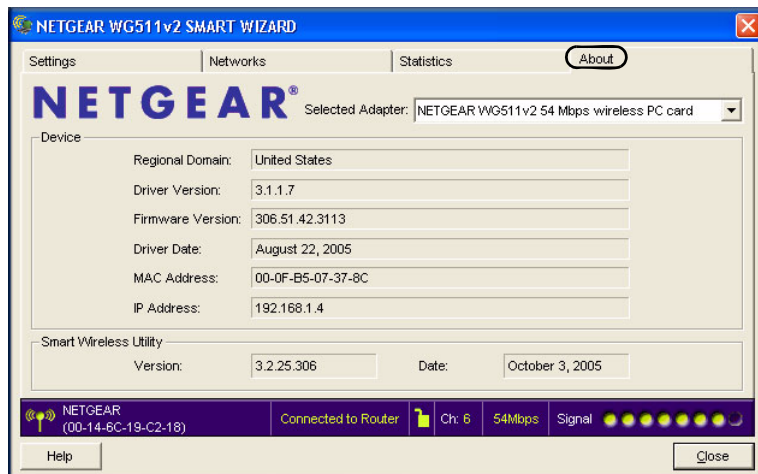 NETGEAR WG511v2 SMART WIZARD
Settings Networks Statistics About
NETGEAR® Selected Adapter: NETGEAR WG511v2 54 Mbps wireless PC card
Device
Regional Domain: United States
Driver Version: 3.1.1.7
Firmware Version: 306.51.42.3113
Driver Date: August 22, 2005
MAC Address: 00-0F-B5-07-37-8C
IP Address: 192.168.1.4
Smart Wireless Utility
Version: 3.2.25.306 Date: October 3, 2005
NETGEAR
(00-14-6C-19-C2-18) Connected to Router Ch: 6 54Mbps Signal
Help Close